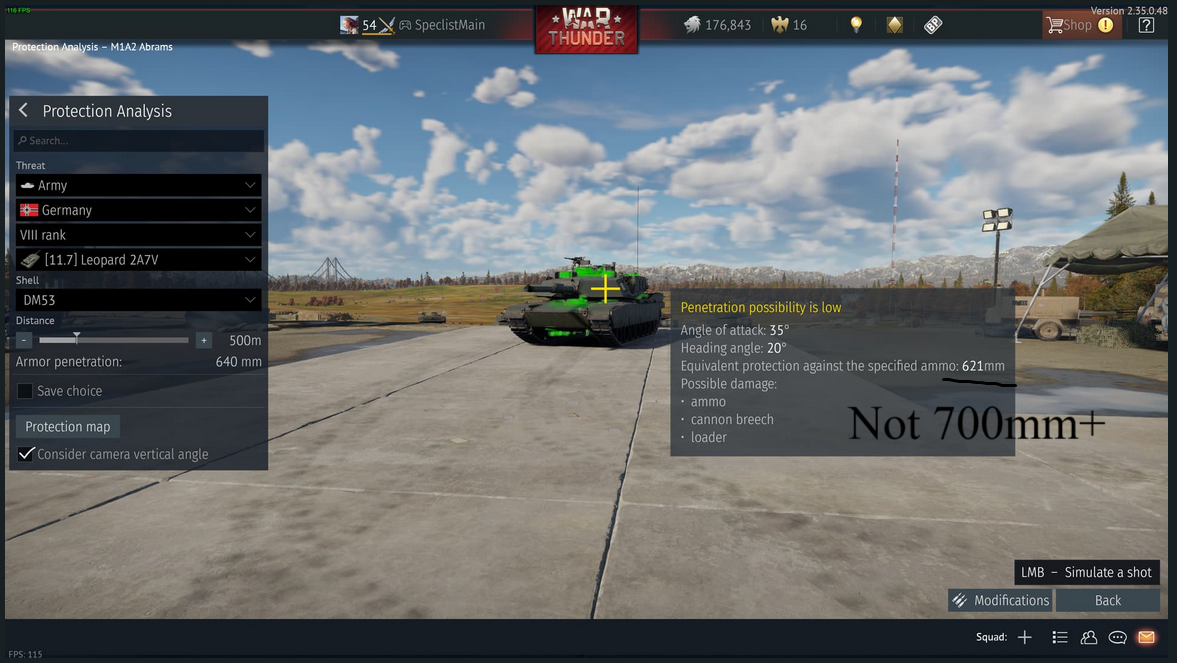 116 FPS
Version 2.35.0.48
54 SpeclistMain
WAR
THUNDER
176,843
16
Shop
Protection Analysis – M1A2 Abrams
Protection Analysis
Search...
Threat
Army
Germany
VIII rank
[11.7] Leopard 2A7V
Shell
DM53
Distance
- + 500m
Armor penetration: 640 mm
Save choice
Protection map
Consider camera vertical angle
Penetration possibility is low
Angle of attack: 35°
Heading angle: 20°
Equivalent protection against the specified ammo: 621mm
Possible damage:
· ammo
· cannon breech
· loader
Not 700mm+
LMB – Simulate a shot
Modifications
Back
Squad: +
FPS: 115